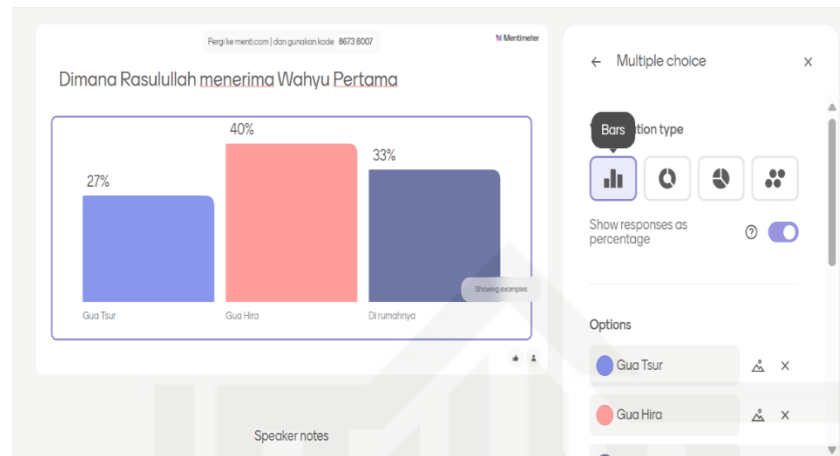 Pergi ke menti.com | dan gunakan kode 8673 8007
Mentimeter
Dimana Rasulullah menerima Wahyu Pertama
27%
40%
33%
Gua Tsur
Gua Hira
Di rumahnya
Showing examples
Speaker notes
Multiple choice
Bars
tion type
Show responses as
percentage
Options
Gua Tsur
Gua Hira